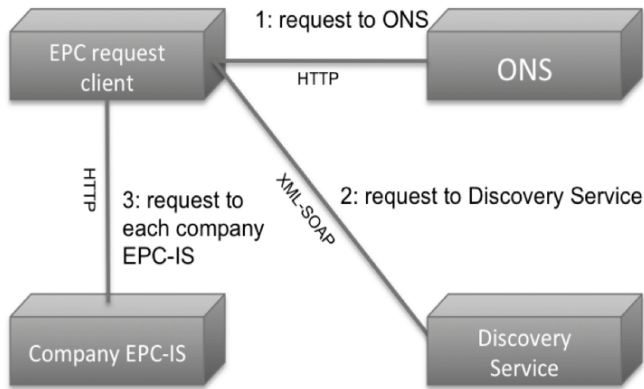 1: request to ONS
EPC request
client
ONS
HTTP
HTTP
XML-SOAP
3: request to
each company
EPC-IS
2: request to Discovery Service
Company EPC-IS
Discovery
Service